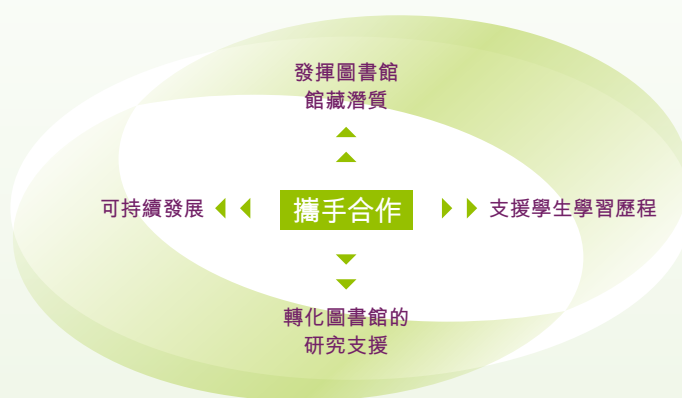 發揮圖書館
館藏潛質
可持續發展
攜手合作
支援學生學習歷程
轉化圖書館的
研究支援